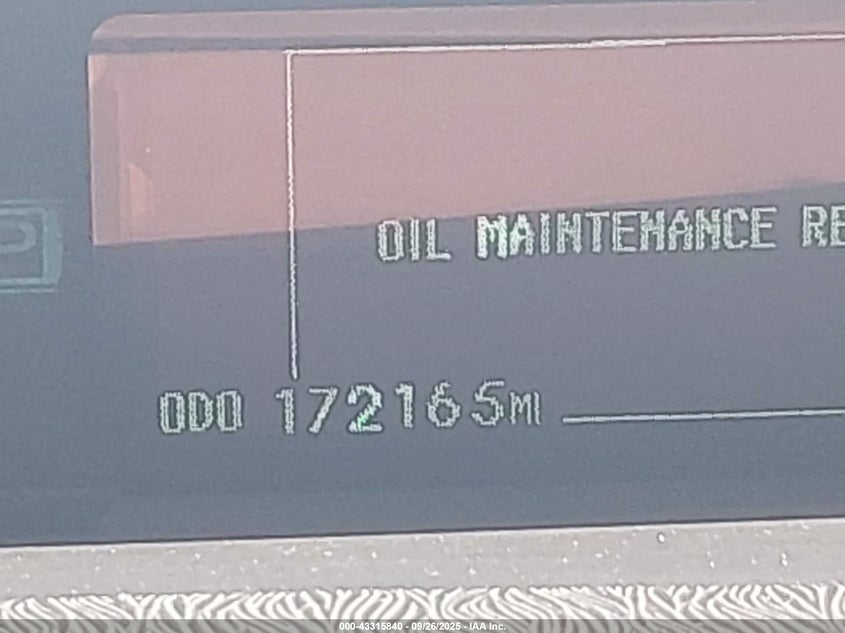 OIL MAINTENANCE RE
ODO 172165MI
000-43315840 - 09/26/2025 - IAA Inc.